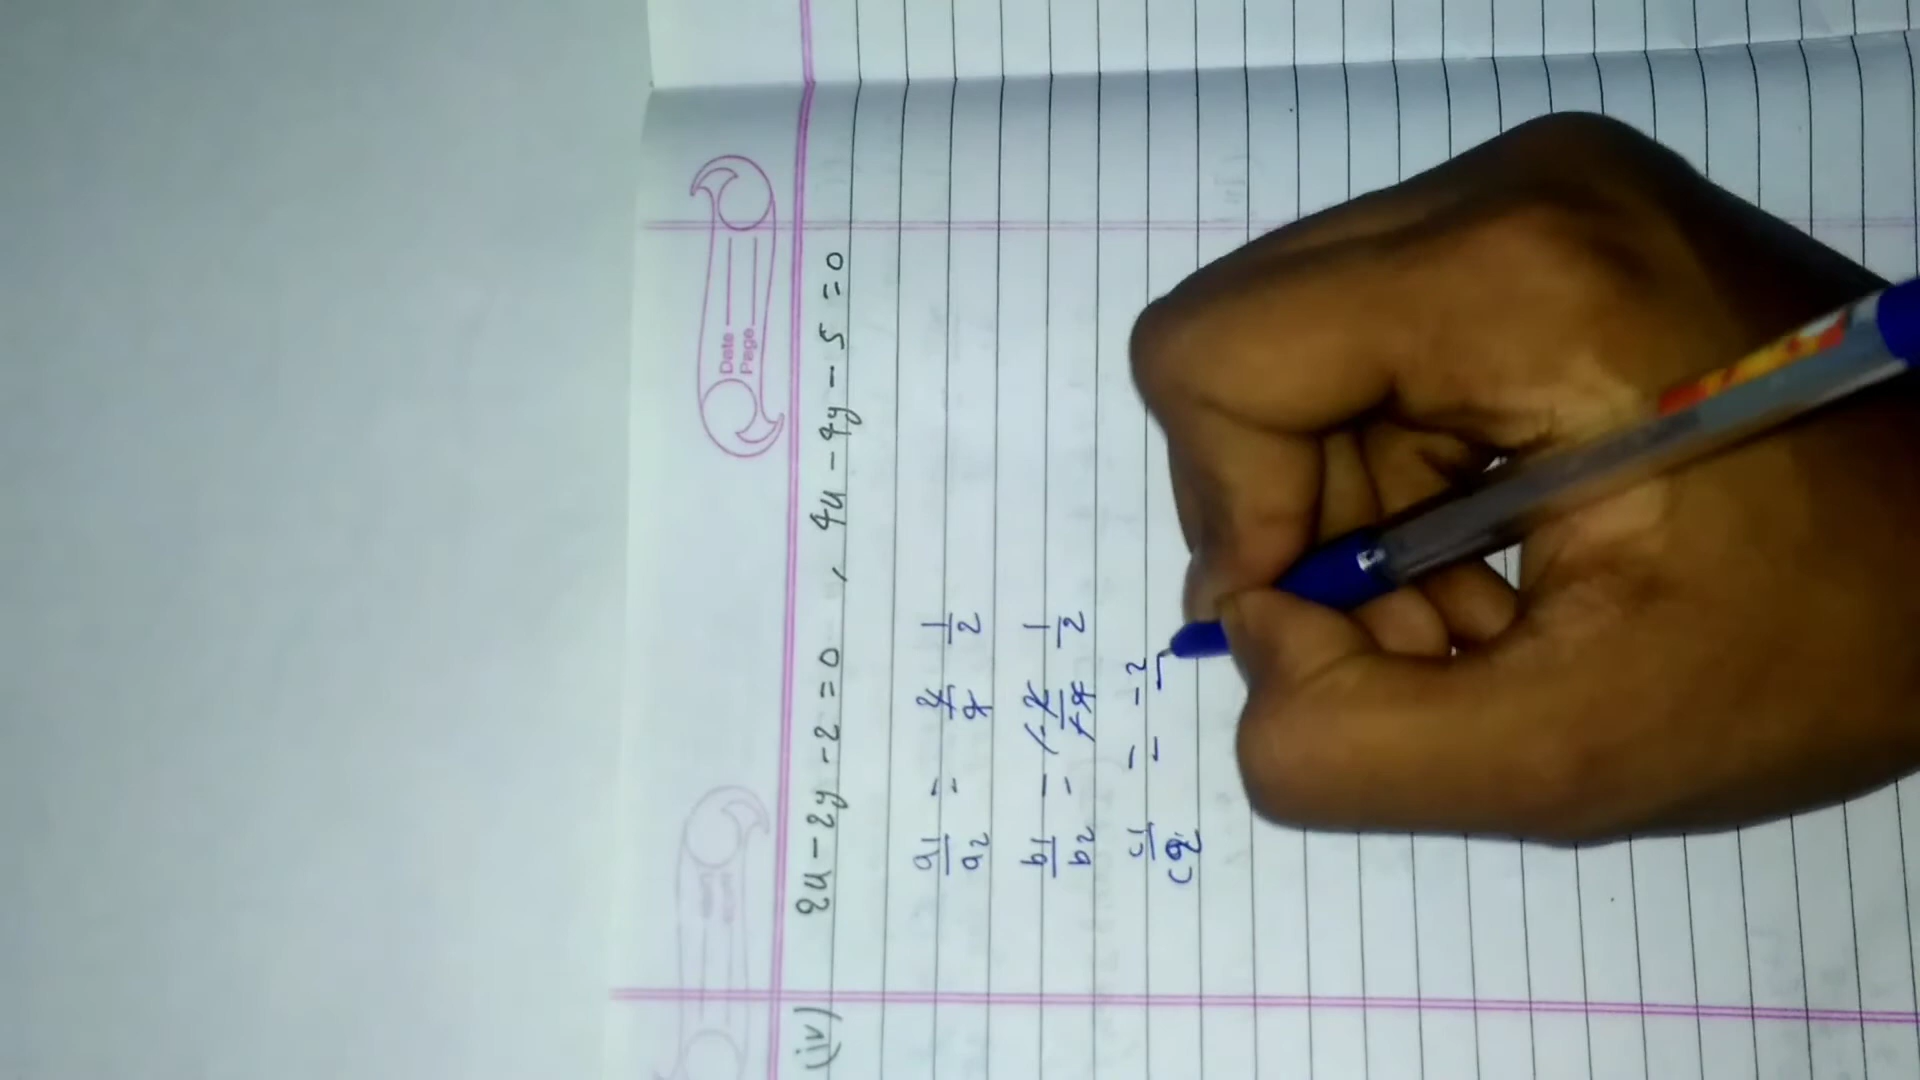 Date
Page
(iv) 2x - 2y - 2 = 0 , 4x - 4y - 5 = 0
a1/a2 = 2/4 1/2
b1/b2 = -2/-4 1/2
c1/c2 = -2/-